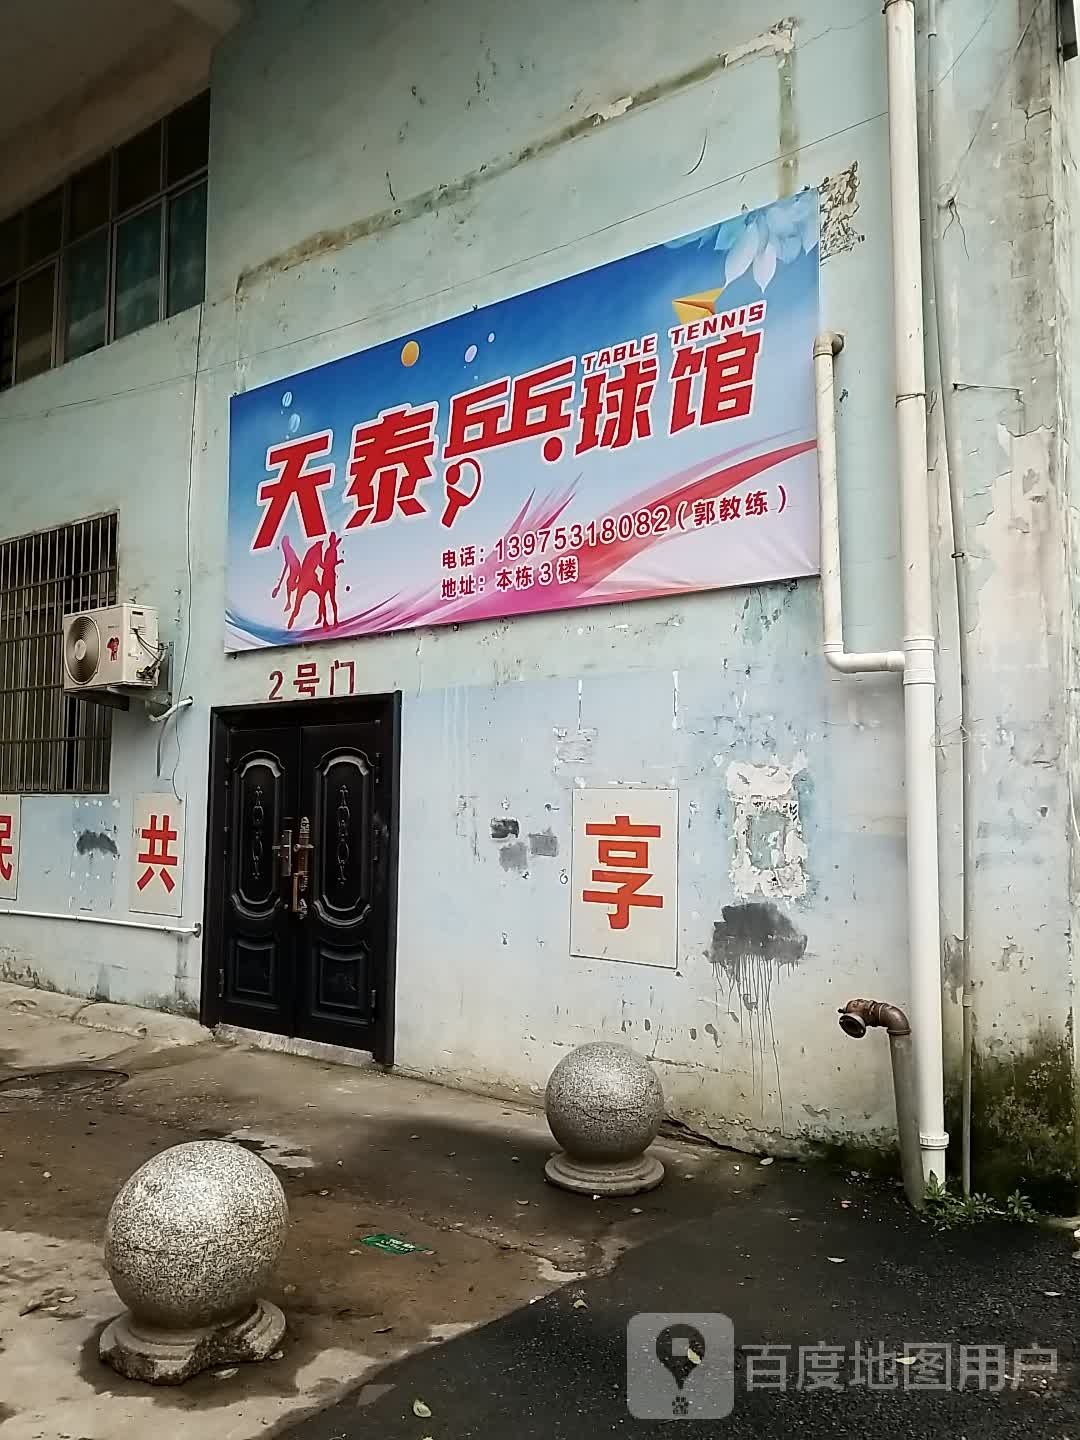 TABLE TENNIS
天泰乒乓球馆
电话：13975318082（郭教练）
地址：本栋3楼
2号门
民 共 享
百度地图用户